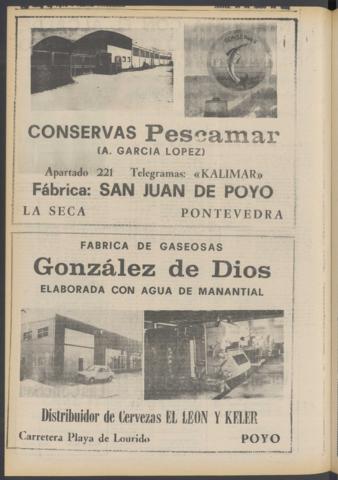 CONSERVAS
CONSERVAS Pescamar
(A. GARCIA LOPEZ)
Apartado 221 Telegramas: «KALIMAR»
Fábrica: SAN JUAN DE POYO
LA SECA PONTEVEDRA
FABRICA DE GASEOSAS
González de Dios
ELABORADA CON AGUA DE MANANTIAL
Distribuidor de Cervezas EL LEON Y KELER
Carretera Playa de Lourido POYO